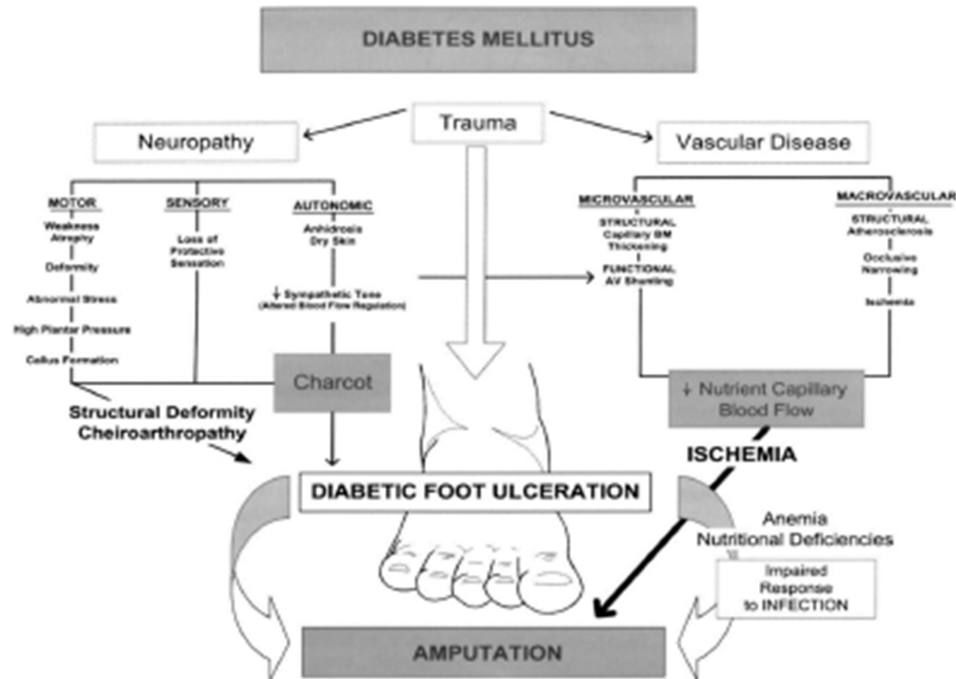 DIABETES MELLITUS
Trauma
Neuropathy
Vascular Disease
MOTOR
Weakness
Atrophy
Deformity
Abnormal Stress
High Plantar Pressure
Callus Formation
SENSORY
Loss of
Protective
Sensation
AUTONOMIC
Anhidrosis
Dry Skin
↓ Sympathetic Tone
(Altered Blood Flow Regulation)
MICROVASCULAR
STRUCTURAL
Capillary BM
Thickening
FUNCTIONAL
AV Shunting
MACROVASCULAR
STRUCTURAL
Atherosclerosis
Occlusive
Narrowing
Ischemia
Charcot
↓ Nutrient Capillary
Blood Flow
Structural Deformity
Cheiroarthropathy
ISCHEMIA
DIABETIC FOOT ULCERATION
Anemia
Nutritional Deficiencies
Impaired
Response
to INFECTION
AMPUTATION